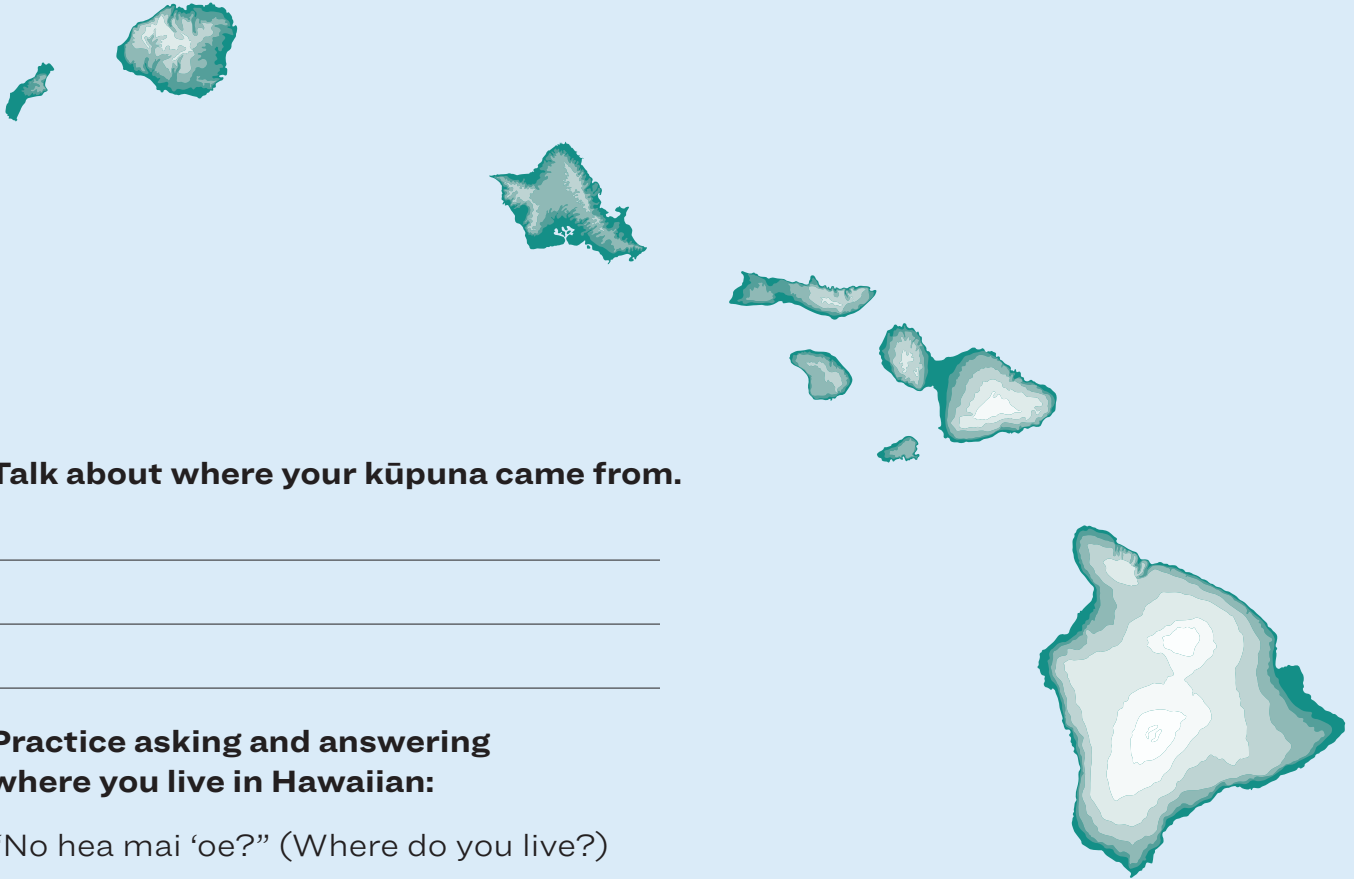 Talk about where your kūpuna came from.
Practice asking and answering
where you live in Hawaiian:
“No hea mai ‘oe?” (Where do you live?)